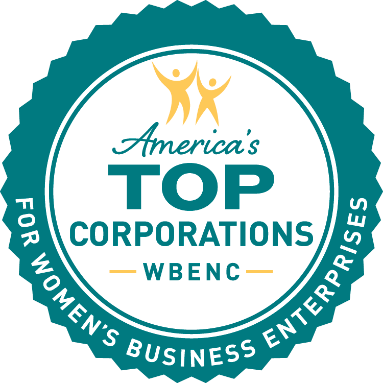 America's
TOP
CORPORATIONS
WBENC
FOR WOMEN'S BUSINESS ENTERPRISES